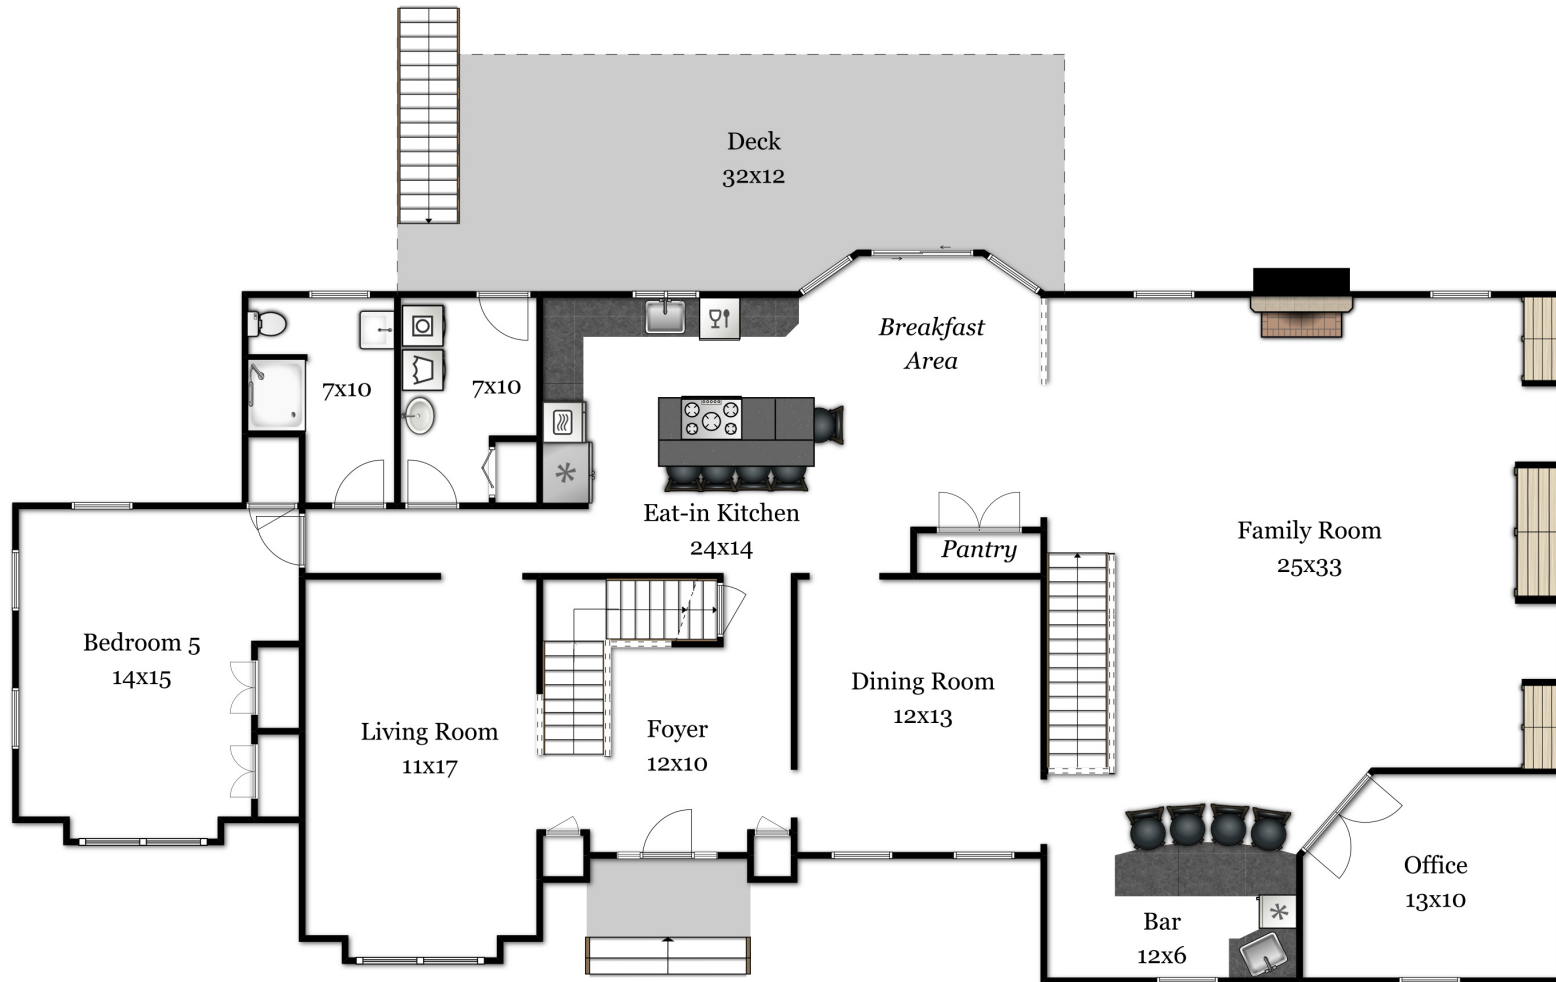 Deck
32x12
Breakfast
Area
7x10
7x10
Eat-in Kitchen
24x14
Pantry
Family Room
25x33
Bedroom 5
14x15
Living Room
11x17
Foyer
12x10
Dining Room
12x13
Office
13x10
Bar
12x6